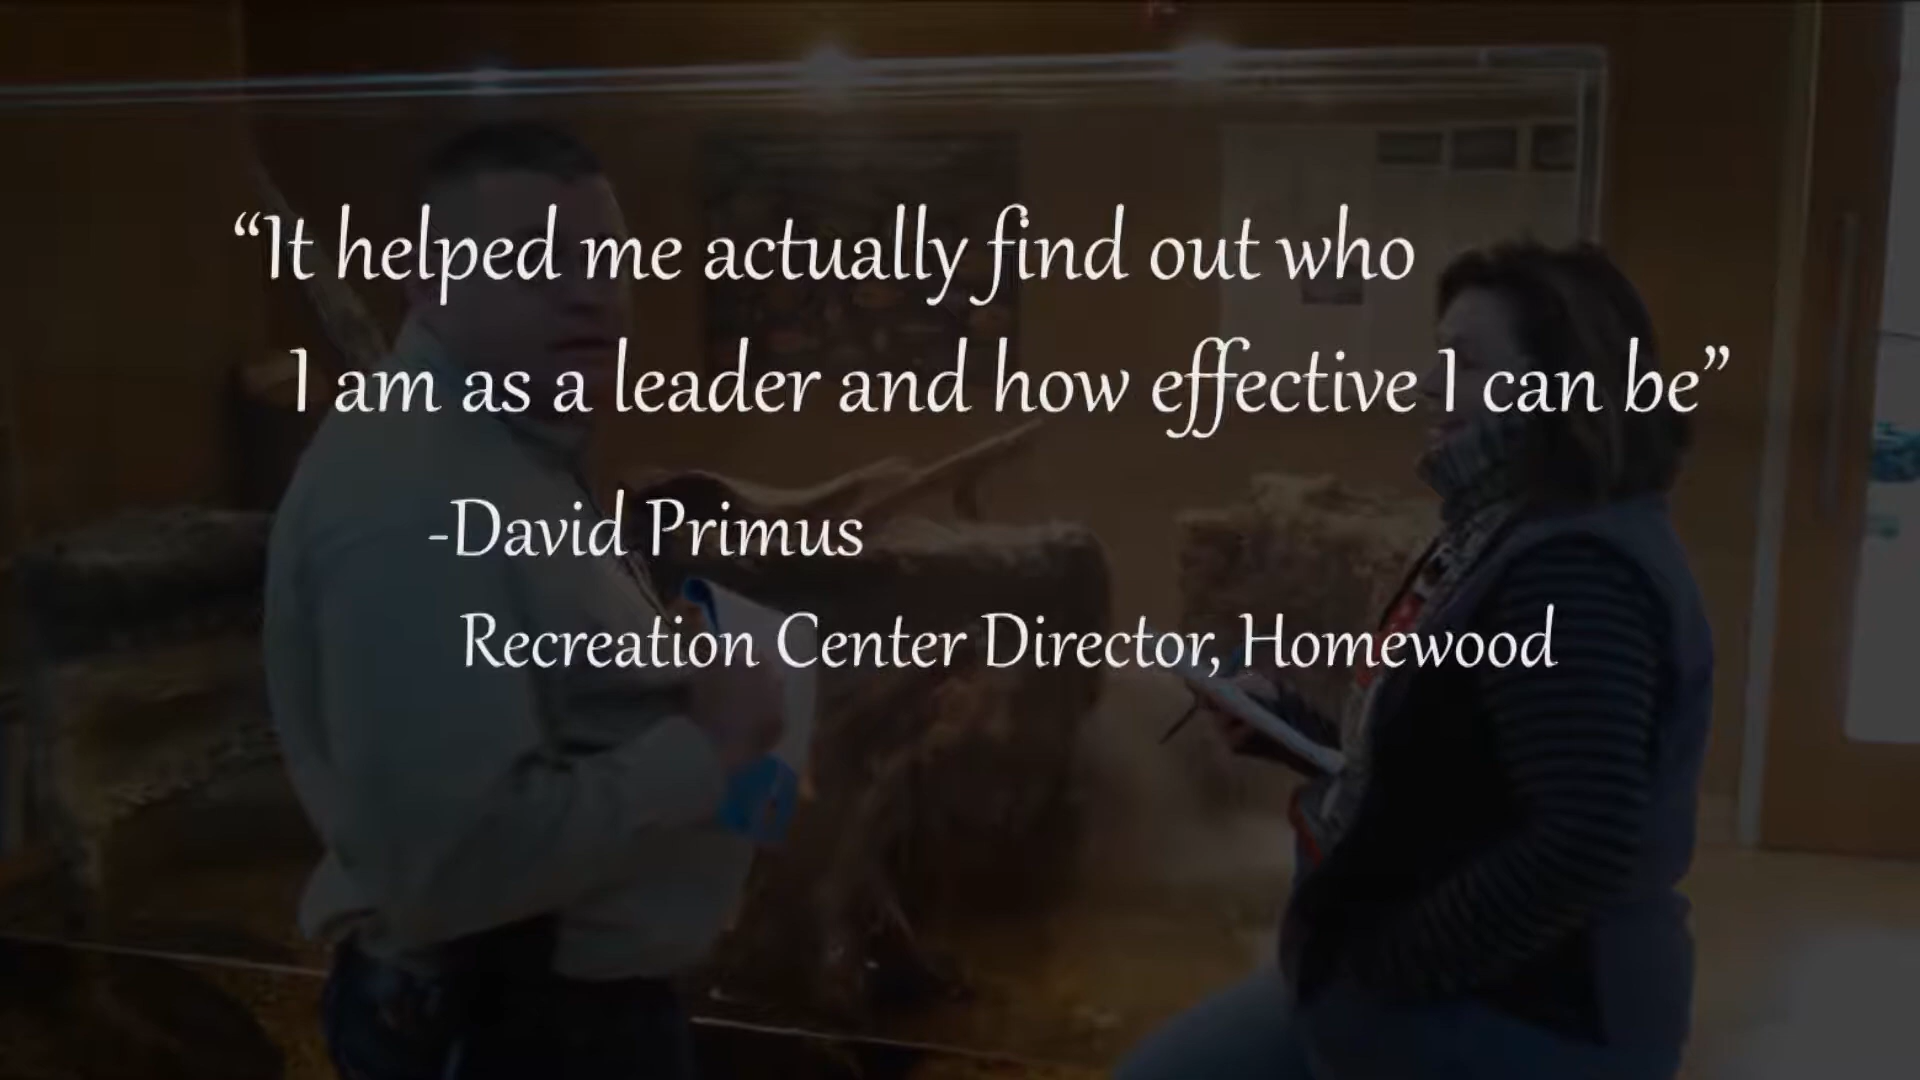 “It helped me actually find out who
I am as a leader and how effective I can be”
-David Primus
Recreation Center Director, Homewood